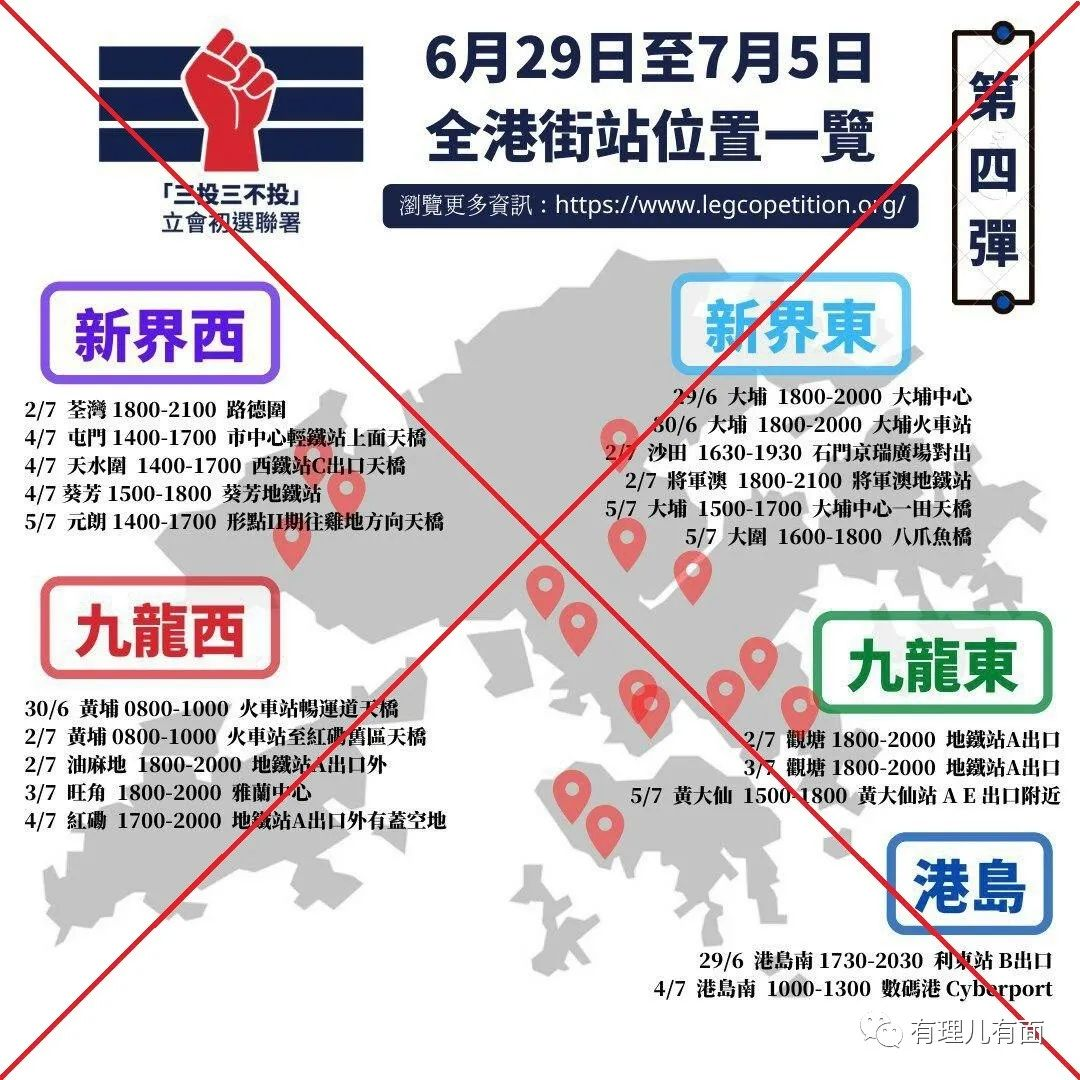 6月29日至7月5日
全港街站位置一覽
第四彈
「三投三不投」
立會初選聯署
瀏覽更多資訊：https://www.legcopetition.org/
新界西
2/7 荃灣 1800-2100 路德圍
4/7 屯門 1400-1700 市中心輕鐵站上面天橋
4/7 天水圍 1400-1700 西鐵站C出口天橋
4/7 葵芳 1500-1800 葵芳地鐵站
5/7 元朗 1400-1700 形點II期往雞地方向天橋
新界東
29/6 大埔 1800-2000 大埔中心
30/6 大埔 1800-2000 大埔火車站
2/7 沙田 1630-1930 石門京瑞廣場對出
2/7 將軍澳 1800-2100 將軍澳地鐵站
5/7 大埔 1500-1700 大埔中心一田天橋
5/7 大圍 1600-1800 八爪魚橋
九龍西
30/6 黃埔 0800-1000 火車站暢運道天橋
2/7 黃埔 0800-1000 火車站至紅磡舊區天橋
2/7 油麻地 1800-2000 地鐵站A出口外
3/7 旺角 1800-2000 雅蘭中心
4/7 紅磡 1700-2000 地鐵站A出口外有蓋空地
九龍東
2/7 觀塘 1800-2000 地鐵站A出口
3/7 觀塘 1800-2000 地鐵站A出口
5/7 黃大仙 1500-1800 黃大仙站 A E 出口附近
港島
29/6 港島南 1730-2030 利東站 B出口
4/7 港島南 1000-1300 數碼港 Cyberport
有理儿有面